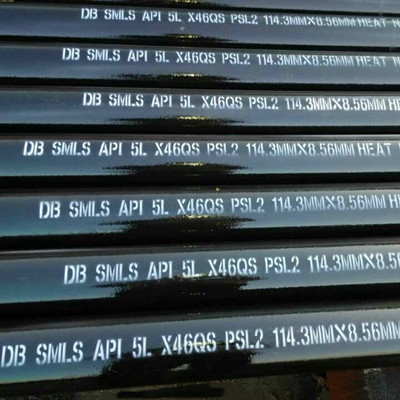 DB SMLS API 5L X46QS PSL2 114.3MMX8.56MM HEAT N
DB SMLS API 5L X46QS PSL2 114.3MMX8.56MM HEAT
DB SMLS API 5L X46QS PSL2 114.3MMX8.56MM HEA
DB SMLS API 5L X46QS PSL2 114.3MMX8.56MM HEAT
DB SMLS API 5L X46QS PSL2 114.3MMX8.56MM
DB SMLS API 5L X46QS PSL2 114.3MMX8.5
DB SMLS API 5L X46QS PSL2 114.3MMX8.56M